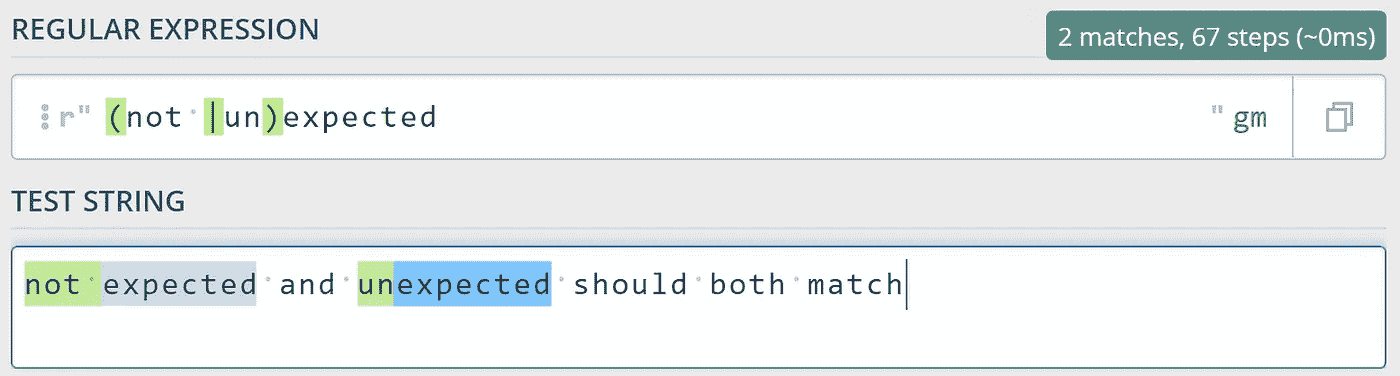 REGULAR EXPRESSION
2 matches, 67 steps (~0ms)
r" (not |un)expected " gm
TEST STRING
not expected and unexpected should both match